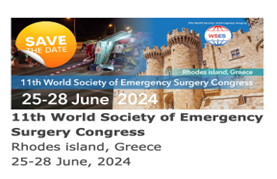 SAVE
THE DATE
WSES
Rhodes island, Greece
11th World Society of Emergency Surgery Congress
25-28 June 2024
11th World Society of Emergency
Surgery Congress
Rhodes island, Greece
25-28 June, 2024